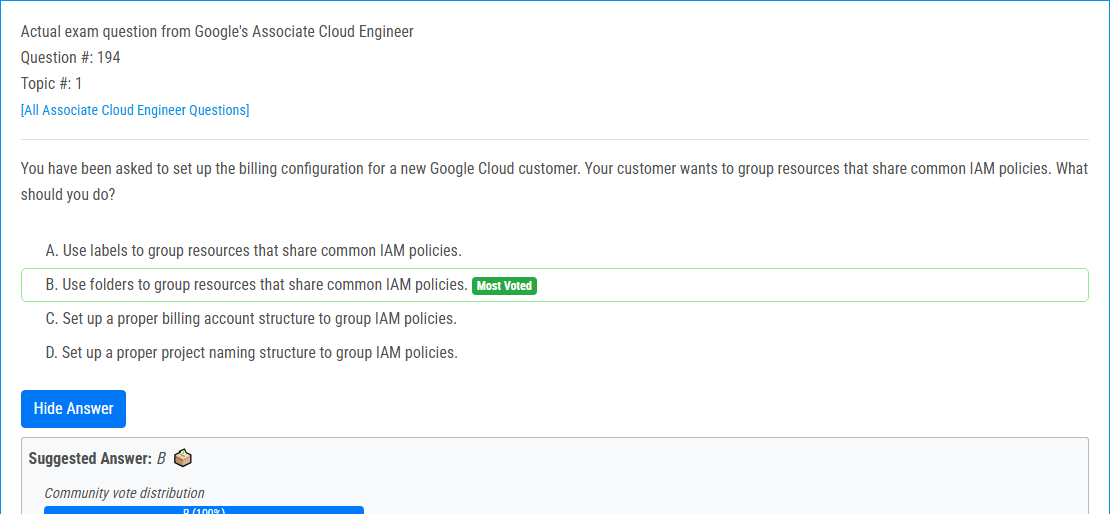 Actual exam question from Google's Associate Cloud Engineer
Question #: 194
Topic #: 1
[All Associate Cloud Engineer Questions]
You have been asked to set up the billing configuration for a new Google Cloud customer. Your customer wants to group resources that share common IAM policies. What
should you do?
A. Use labels to group resources that share common IAM policies.
B. Use folders to group resources that share common IAM policies. Most Voted
C. Set up a proper billing account structure to group IAM policies.
D. Set up a proper project naming structure to group IAM policies.
Hide Answer
Suggested Answer: B
Community vote distribution
B (100%)